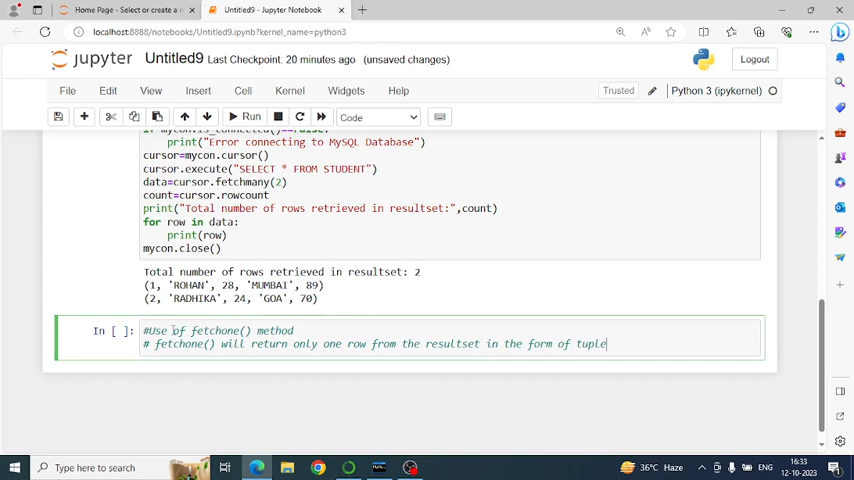 Home Page - Select or create a n
Untitled9 - Jupyter Notebook
localhost:8888/notebooks/Untitled9.ipynb?kernel_name=python3
jupyter Untitled9 Last Checkpoint: 20 minutes ago (unsaved changes)
Logout
File Edit View Insert Cell Kernel Widgets Help
Trusted Python 3 (ipykernel)
Run Code
if mycon.is_connected()==False:
print("Error connecting to MySQL Database")
cursor=mycon.cursor()
cursor.execute("SELECT * FROM STUDENT")
data=cursor.fetchmany(2)
count=cursor.rowcount
print("Total number of rows retrieved in resultset:",count)
for row in data:
print(row)
mycon.close()
Total number of rows retrieved in resultset: 2
(1, 'ROHAN', 28, 'MUMBAI', 89)
(2, 'RADHIKA', 24, 'GOA', 70)
In [ ]: #Use of fetchone() method
# fetchone() will return only one row from the resultset in the form of tuple
Type here to search
36°C Haze
ENG
16:33
12-10-2023